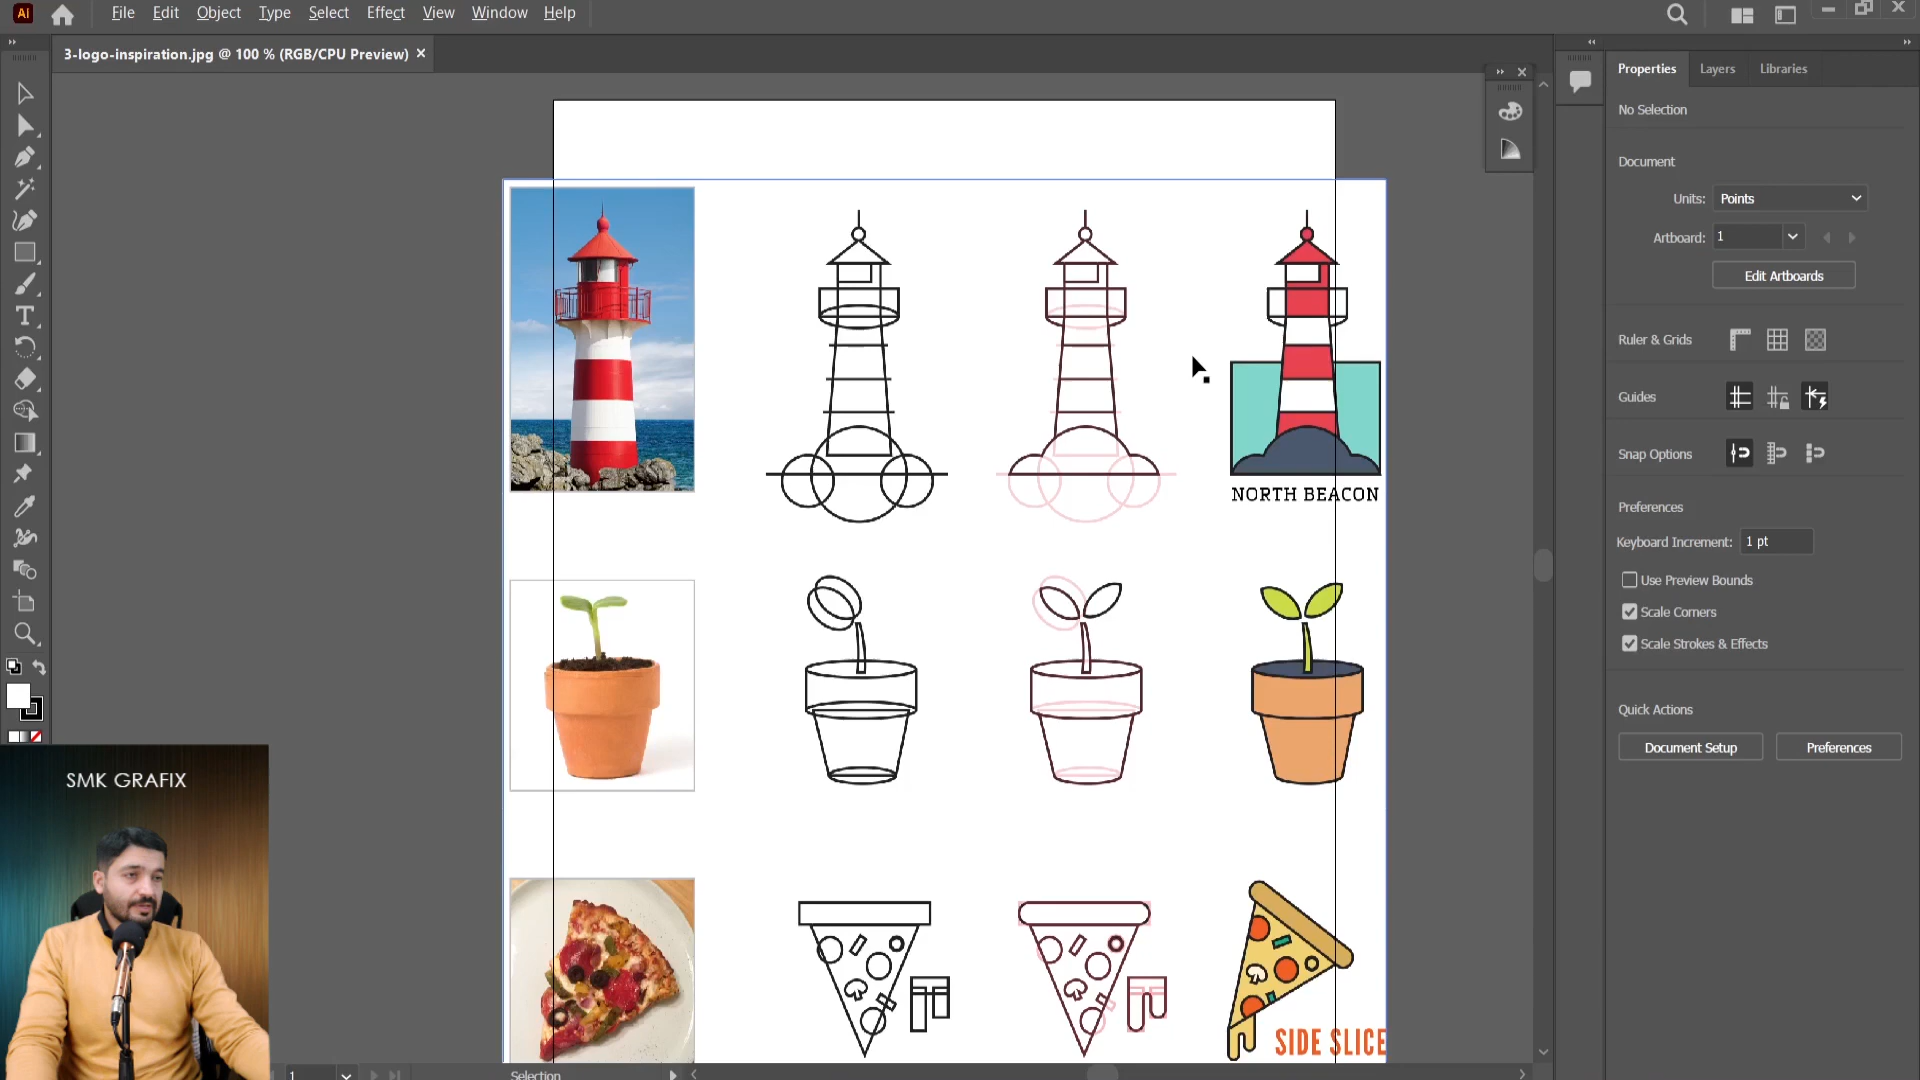 Ai
File Edit Object Type Select Effect View Window Help
3-logo-inspiration.jpg @ 100 % (RGB/CPU Preview) ×
Properties Layers Libraries
No Selection
Document
Units: Points
Artboard: 1
Edit Artboards
Ruler & Grids
Guides
Snap Options
Preferences
Keyboard Increment: 1 pt
Use Preview Bounds
Scale Corners
Scale Strokes & Effects
Quick Actions
Document Setup Preferences
NORTH BEACON
SIDE SLICE
SMK GRAFIX
1 Selection